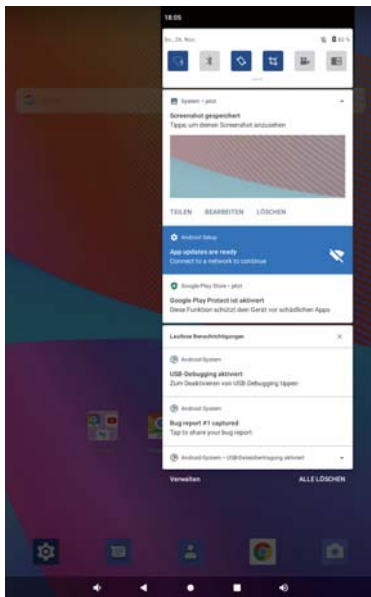 18:05
So., 26. Nov.
82 %
System • jetzt
Screenshot gespeichert
Tippe, um deinen Screenshot anzusehen
TEILEN BEARBEITEN LÖSCHEN
Android Setup
App updates are ready
Connect to a network to continue
Google Play Store • jetzt
Google Play Protect ist aktiviert
Diese Funktion schützt dein Gerät vor schädlichen Apps
Lautlose Benachrichtigungen
Android-System
USB-Debugging aktiviert
Zum Deaktivieren von USB-Debugging tippen
Android System
Bug report #1 captured
Tap to share your bug report
Android-System • USB-Dateiübertragung aktiviert
Verwalten
ALLE LÖSCHEN